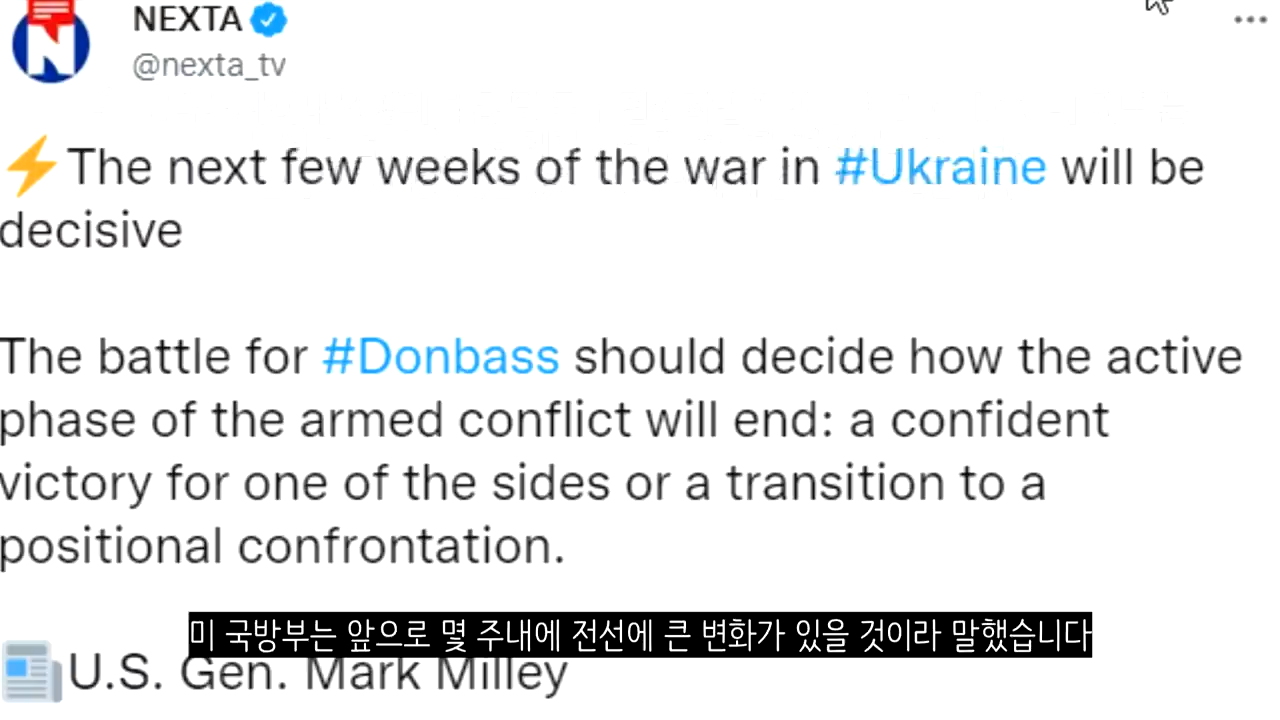 NEXTA
@nexta_tv
⚡The next few weeks of the war in #Ukraine will be
decisive
The battle for #Donbass should decide how the active
phase of the armed conflict will end: a confident
victory for one of the sides or a transition to a
positional confrontation.
미 국방부는 앞으로 몇 주내에 전선에 큰 변화가 있을 것이라 말했습니다
U.S. Gen. Mark Milley